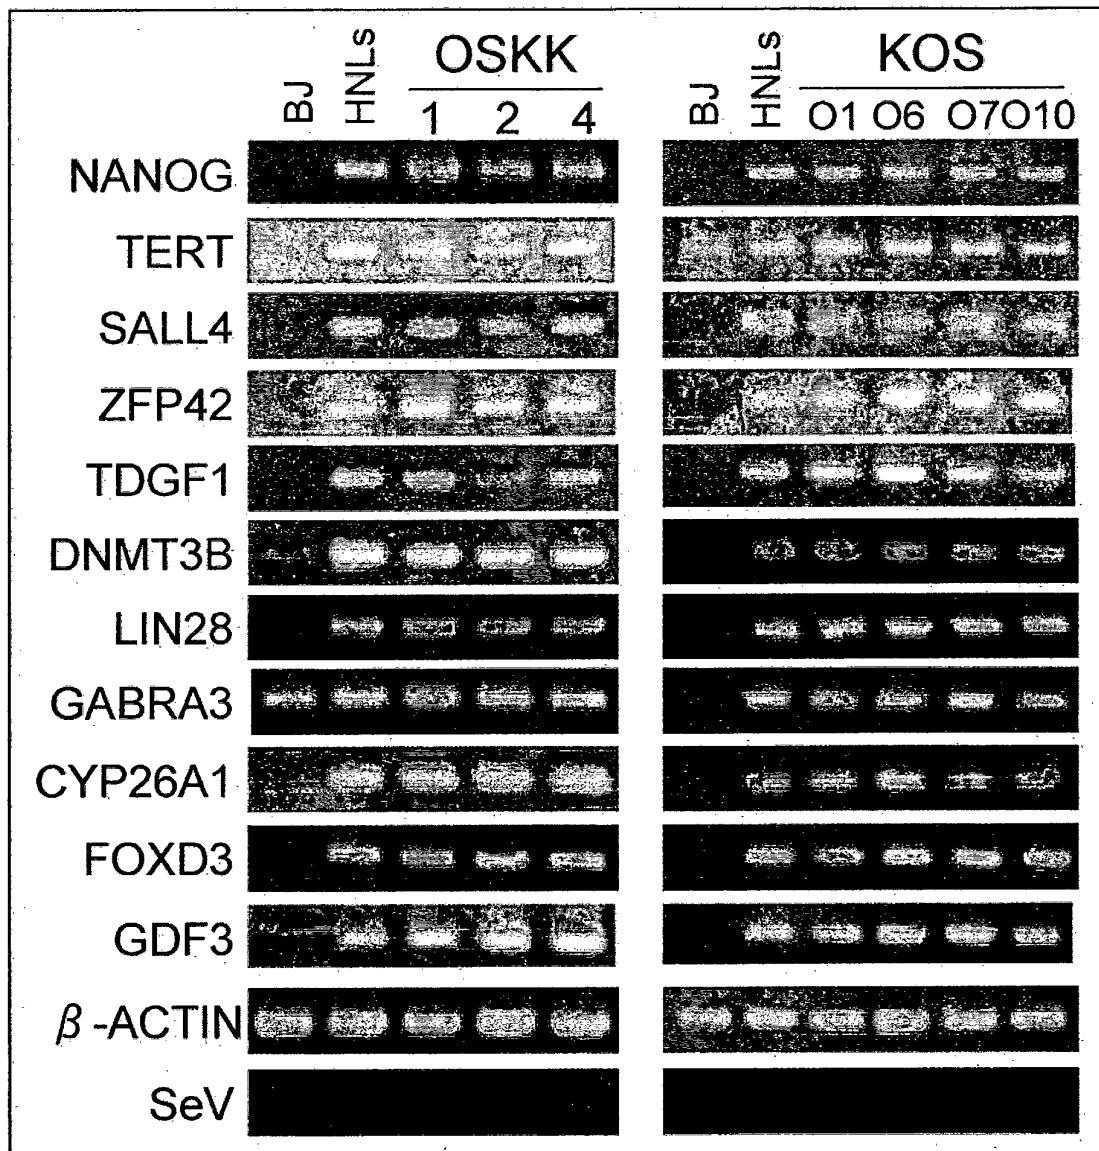 OSKK
KOS
BJ HNLs 1 2 4
BJ HNLs O1 O6 O7 O10
NANOG
TERT
SALL4
ZFP42
TDGF1
DNMT3B
LIN28
GABRA3
CYP26A1
FOXD3
GDF3
β-ACTIN
SeV